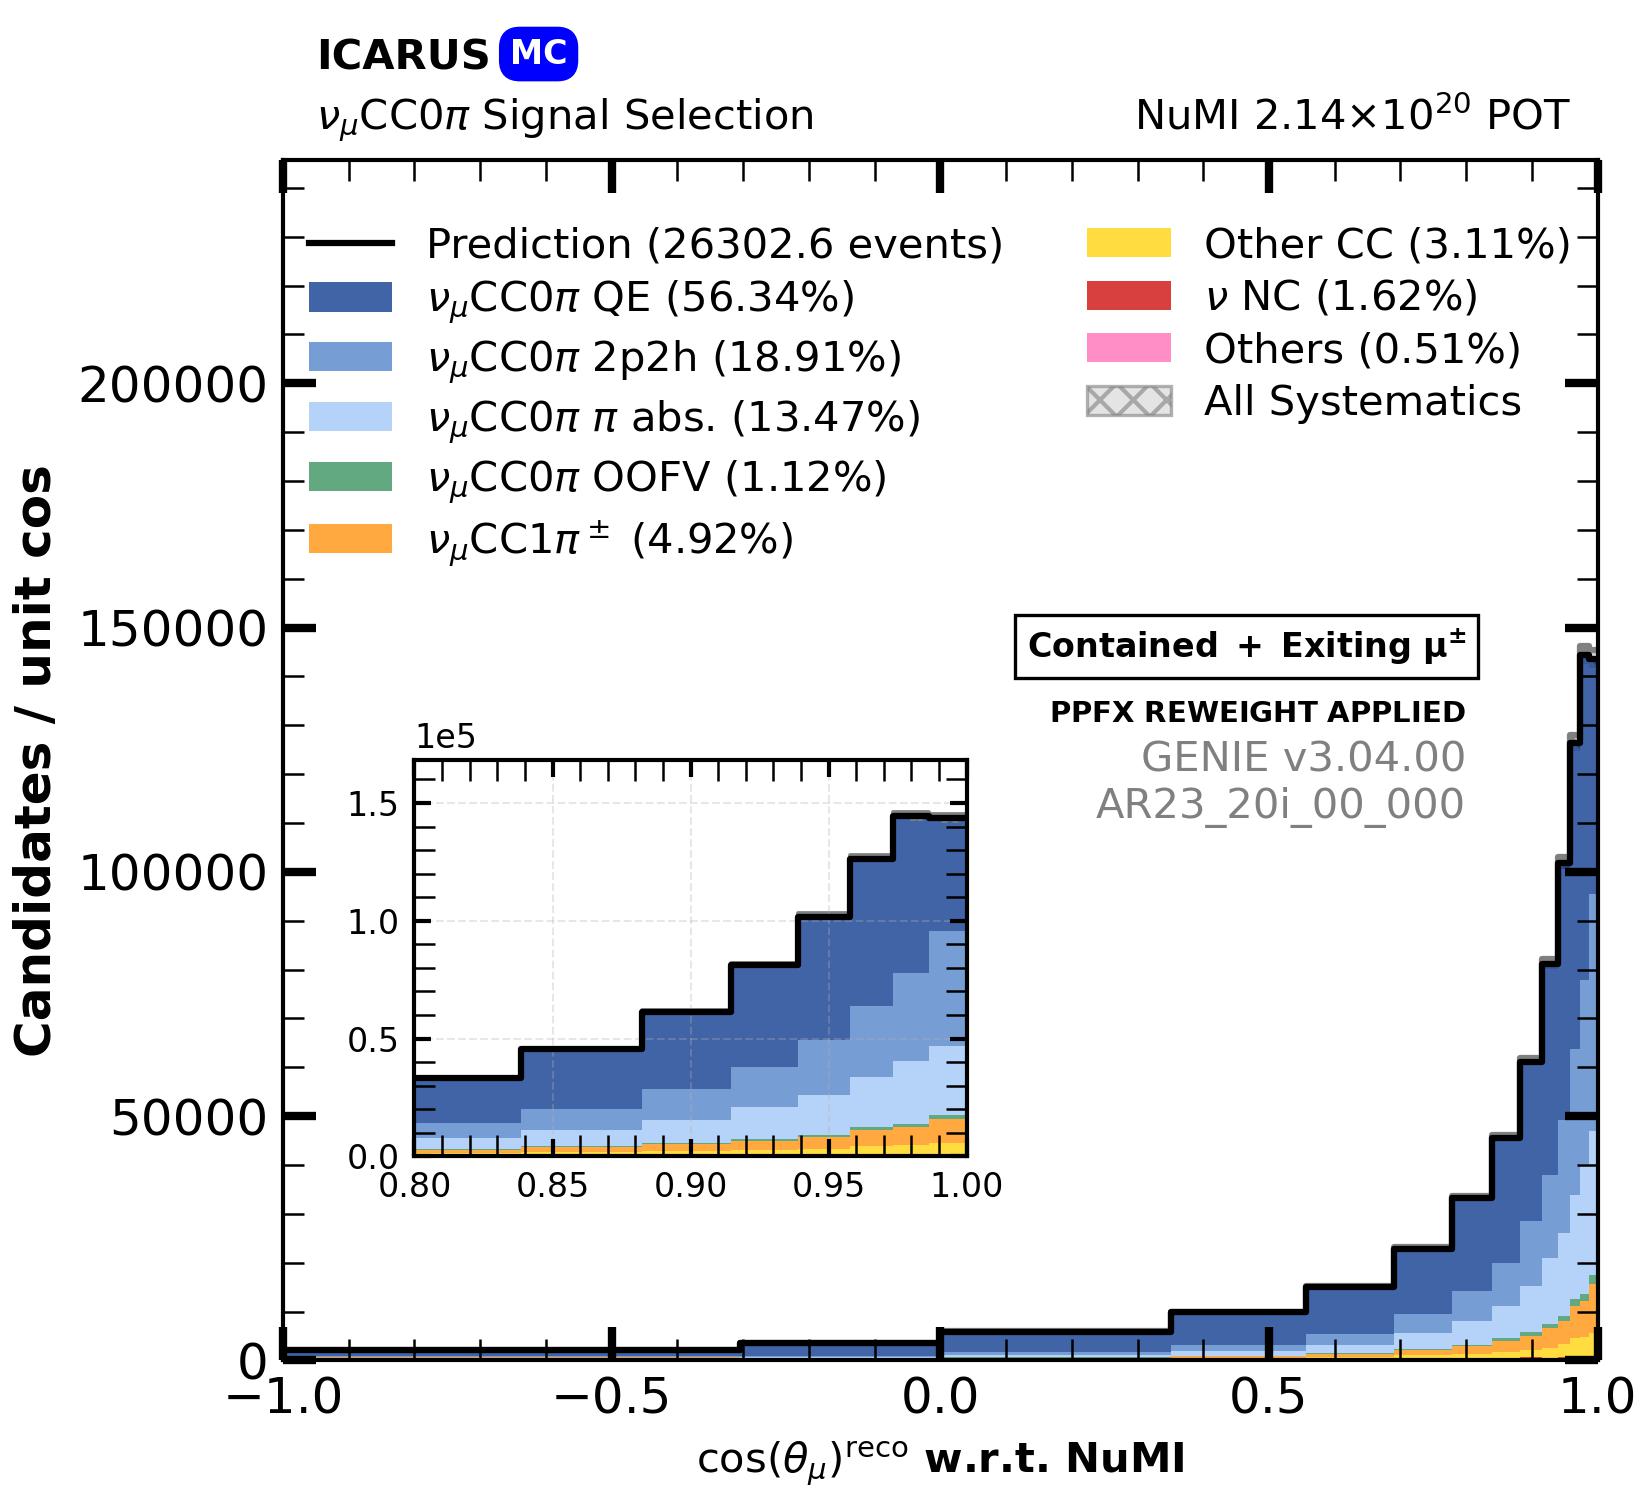 ICARUS MC
νμCC0π Signal Selection
NuMI 2.14×10²⁰ POT
Prediction (26302.6 events)
νμCC0π QE (56.34%)
νμCC0π 2p2h (18.91%)
νμCC0π π abs. (13.47%)
νμCC0π OOFV (1.12%)
νμCC1π± (4.92%)
Other CC (3.11%)
ν NC (1.62%)
Others (0.51%)
All Systematics
Contained + Exiting μ±
PPFX REWEIGHT APPLIED
GENIE v3.04.00
AR23_20i_00_000
Candidates / unit cos
200000
150000
100000
50000
0
1e5
1.5
1.0
0.5
0.0
0.80 0.85 0.90 0.95 1.00
−1.0 −0.5 0.0 0.5 1.0
cos(θμ)reco w.r.t. NuMI